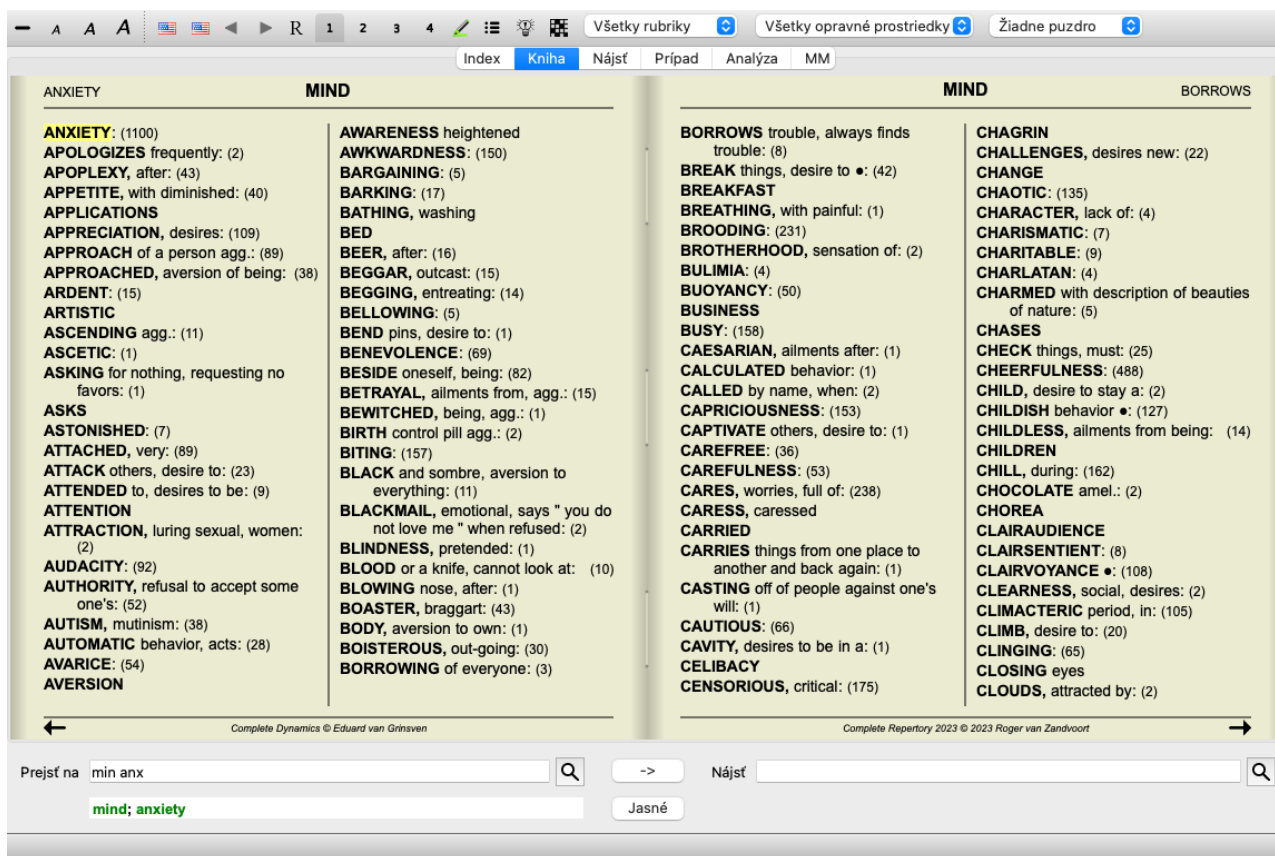 A A A R 1 2 3 4 Všetky rubriky Všetky opravné prostriedky Žiadne puzdro
Index Kniha Nájsť Prípad Analýza MM
ANXIETY MIND
ANXIETY: (1100)
APOLOGIZES frequently: (2)
APOPLEXY, after: (43)
APPETITE, with diminished: (40)
APPLICATIONS
APPRECIATION, desires: (109)
APPROACH of a person agg.: (89)
APPROACHED, aversion of being: (38)
ARDENT: (15)
ARTISTIC
ASCENDING agg.: (11)
ASCETIC: (1)
ASKING for nothing, requesting no
favors: (1)
ASKS
ASTONISHED: (7)
ATTACHED, very: (89)
ATTACK others, desire to: (23)
ATTENDED to, desires to be: (9)
ATTENTION
ATTRACTION, luring sexual, women:
(2)
AUDACITY: (92)
AUTHORITY, refusal to accept some
one's: (52)
AUTISM, mutinism: (38)
AUTOMATIC behavior, acts: (28)
AVARICE: (54)
AVERSION
AWARENESS heightened
AWKWARDNESS: (150)
BARGAINING: (5)
BARKING: (17)
BATHING, washing
BED
BEER, after: (16)
BEGGAR, outcast: (15)
BEGGING, entreating: (14)
BELLOWING: (5)
BEND pins, desire to: (1)
BENEVOLENCE: (69)
BESIDE oneself, being: (82)
BETRAYAL, ailments from, agg.: (15)
BEWITCHED, being, agg.: (1)
BIRTH control pill agg.: (2)
BITING: (157)
BLACK and sombre, aversion to
everything: (11)
BLACKMAIL, emotional, says " you do
not love me " when refused: (2)
BLINDNESS, pretended: (1)
BLOOD or a knife, cannot look at: (10)
BLOWING nose, after: (1)
BOASTER, braggart: (43)
BODY, aversion to own: (1)
BOISTEROUS, out-going: (30)
BORROWING of everyone: (3)
Complete Dynamics © Eduard van Grinsven
MIND BORROWS
BORROWS trouble, always finds
trouble: (8)
BREAK things, desire to ●: (42)
BREAKFAST
BREATHING, with painful: (1)
BROODING: (231)
BROTHERHOOD, sensation of: (2)
BULIMIA: (4)
BUOYANCY: (50)
BUSINESS
BUSY: (158)
CAESARIAN, ailments after: (1)
CALCULATED behavior: (1)
CALLED by name, when: (2)
CAPRICIOUSNESS: (153)
CAPTIVATE others, desire to: (1)
CAREFREE: (36)
CAREFULNESS: (53)
CARES, worries, full of: (238)
CARESS, caressed
CARRIED
CARRIES things from one place to
another and back again: (1)
CASTING off of people against one's
will: (1)
CAUTIOUS: (66)
CAVITY, desires to be in a: (1)
CELIBACY
CENSORIOUS, critical: (175)
CHAGRIN
CHALLENGES, desires new: (22)
CHANGE
CHAOTIC: (135)
CHARACTER, lack of: (4)
CHARISMATIC: (7)
CHARITABLE: (9)
CHARLATAN: (4)
CHARMED with description of beauties
of nature: (5)
CHASES
CHECK things, must: (25)
CHEERFULNESS: (488)
CHILD, desire to stay a: (2)
CHILDISH behavior ●: (127)
CHILDLESS, ailments from being: (14)
CHILDREN
CHILL, during: (162)
CHOCOLATE amel.: (2)
CHOREA
CLAIRAUDIENCE
CLAIRSENTIENT: (8)
CLAIRVOYANCE ●: (108)
CLEARNESS, social, desires: (2)
CLIMACTERIC period, in: (105)
CLIMB, desire to: (20)
CLINGING: (65)
CLOSING eyes
CLOUDS, attracted by: (2)
Complete Repertory 2023 © 2023 Roger van Zandvoort
Prejsť na min anx -> Nájsť
mind; anxiety Jasné